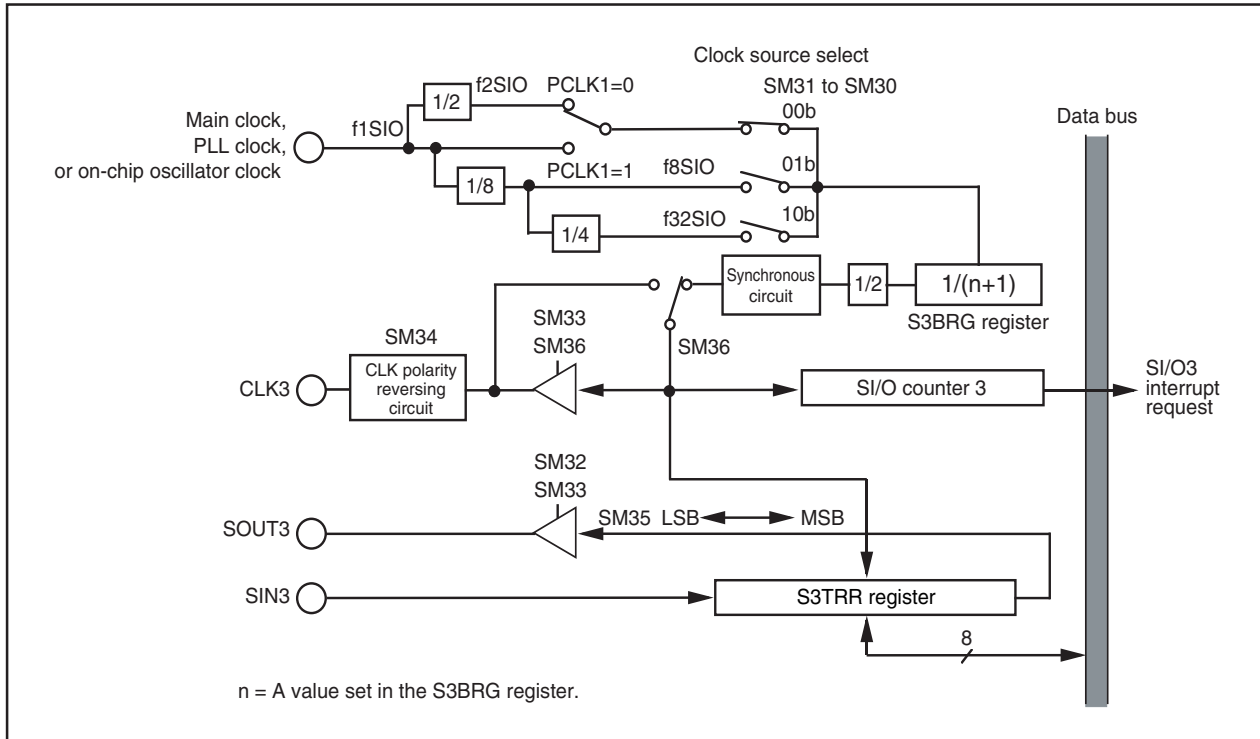 Clock source select
SM31 to SM30
f2SIO PCLK1=0
1/2
00b
Data bus
Main clock,
PLL clock,
or on-chip oscillator clock
f1SIO
PCLK1=1
f8SIO
01b
1/8
f32SIO
10b
1/4
Synchronous
circuit
1/2
1/(n+1)
S3BRG register
SM33
SM36
SM36
SM34
CLK3
CLK polarity
reversing
circuit
SI/O counter 3
SI/O3
interrupt
request
SM32
SM33
SM35 LSB MSB
SOUT3
SIN3
S3TRR register
8
n = A value set in the S3BRG register.